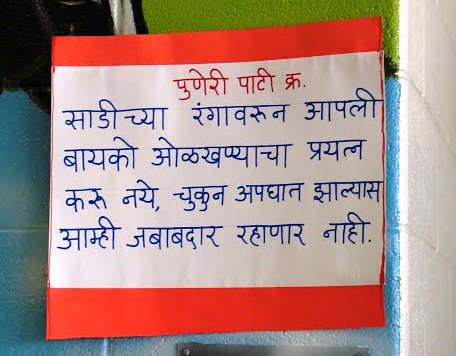 पुणेरी पाटी क्र.
साडीच्या रंगावरून आपली
बायको ओळखण्याचा प्रयत्न
करू नये, चुकुन अपघात झाल्यास
आम्ही जबाबदार रहाणार नाही.